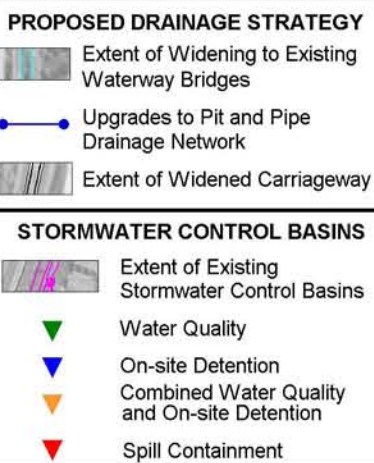 PROPOSED DRAINAGE STRATEGY
Extent of Widening to Existing
Waterway Bridges
Upgrades to Pit and Pipe
Drainage Network
Extent of Widened Carriageway
STORMWATER CONTROL BASINS
Extent of Existing
Stormwater Control Basins
Water Quality
On-site Detention
Combined Water Quality
and On-site Detention
Spill Containment